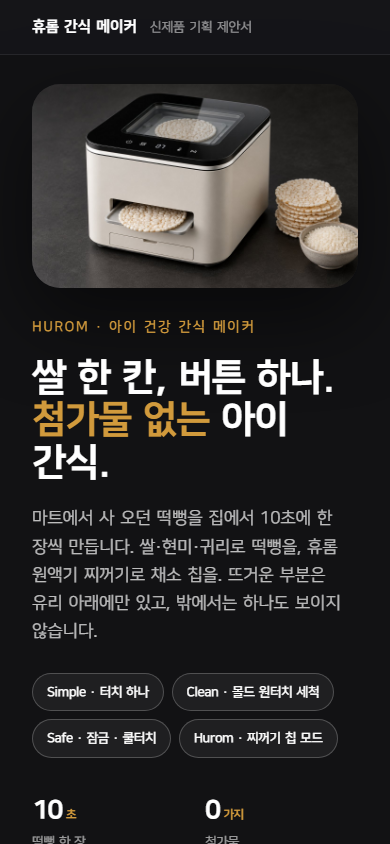 휴롬 간식 메이커 신제품 기획 제안서
HUROM · 아이 건강 간식 메이커
쌀 한 칸, 버튼 하나.
첨가물 없는 아이
간식.
마트에서 사 오던 떡뻥을 집에서 10초에 한
장씩 만듭니다. 쌀·현미·귀리로 떡뻥을, 휴롬
원액기 찌꺼기로 채소 칩을. 뜨거운 부분은
유리 아래에만 있고, 밖에서는 하나도 보이지
않습니다.
Simple · 터치 하나 Clean · 몰드 원터치 세척
Safe · 잠금 · 쿨터치 Hurom · 찌꺼기 칩 모드
10초 0가지
떡뻥 한 장 첨가물